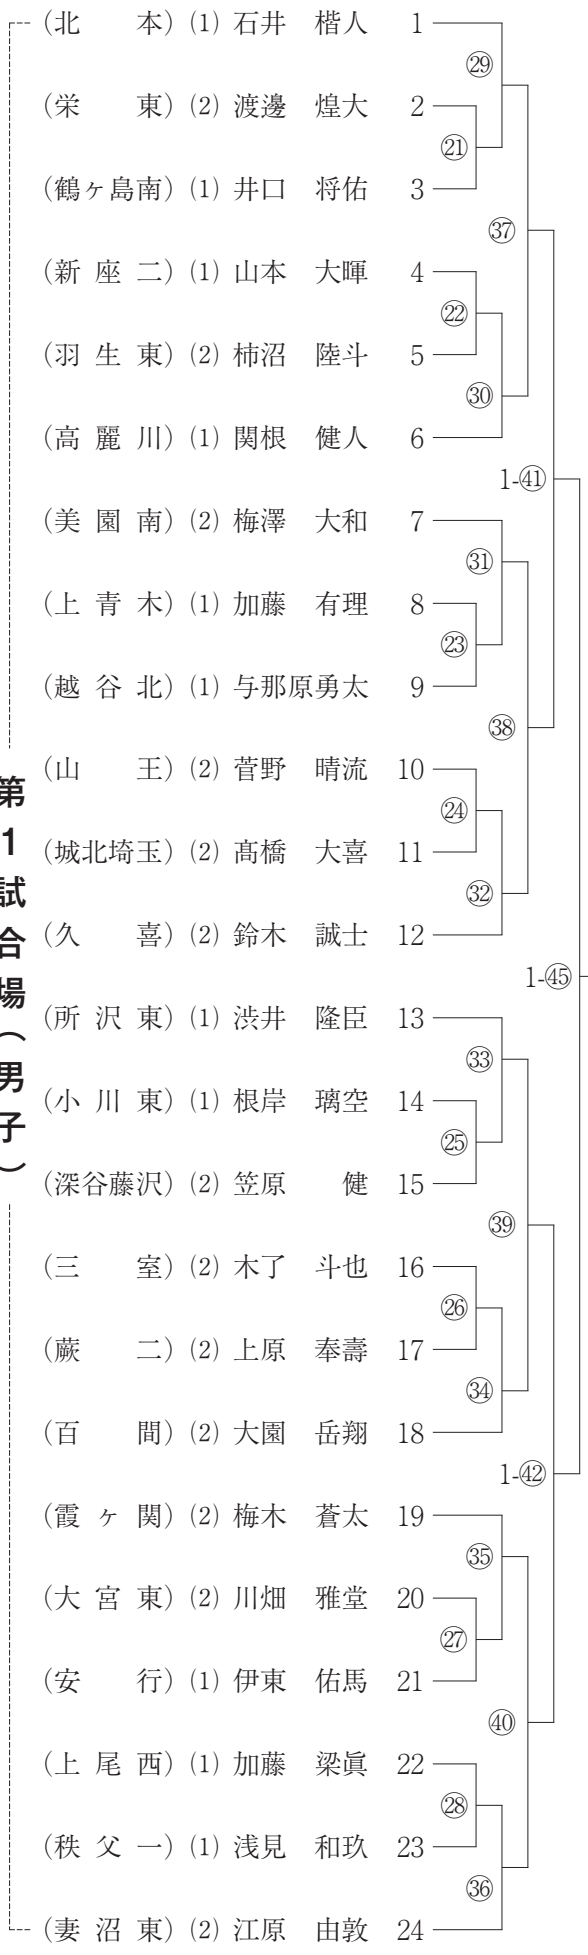 (北本) (1) 石井 楷人 1
㉙
(栄東) (2) 渡邊 煌大 2
㉑
(鶴ヶ島南) (1) 井口 将佑 3
㊲
(新座二) (1) 山本 大暉 4
㉒
(羽生東) (2) 柿沼 陸斗 5
㉚
(高麗川) (1) 関根 健人 6
1-㊶
(美園南) (2) 梅澤 大和 7
㉛
(上青木) (1) 加藤 有理 8
㉓
(越谷北) (1) 与那原勇太 9
㊳
(山王) (2) 菅野 晴流 10
㉔
(城北埼玉) (2) 髙橋 大喜 11
㉜
(久喜) (2) 鈴木 誠士 12
1-㊺
(所沢東) (1) 渋井 隆臣 13
㉝
(小川東) (1) 根岸 璃空 14
㉕
(深谷藤沢) (2) 笠原 健 15
㊴
(三室) (2) 木了 斗也 16
㉖
(蕨二) (2) 上原 奉壽 17
㉞
(百間) (2) 大園 岳翔 18
1-㊷
(霞ヶ関) (2) 梅木 蒼太 19
㉟
(大宮東) (2) 川畑 雅堂 20
㉗
(安行) (1) 伊東 佑馬 21
㊵
(上尾西) (1) 加藤 梁眞 22
㉘
(秩父一) (1) 浅見 和玖 23
㊱
(妻沼東) (2) 江原 由敦 24
第1試合場(男子)